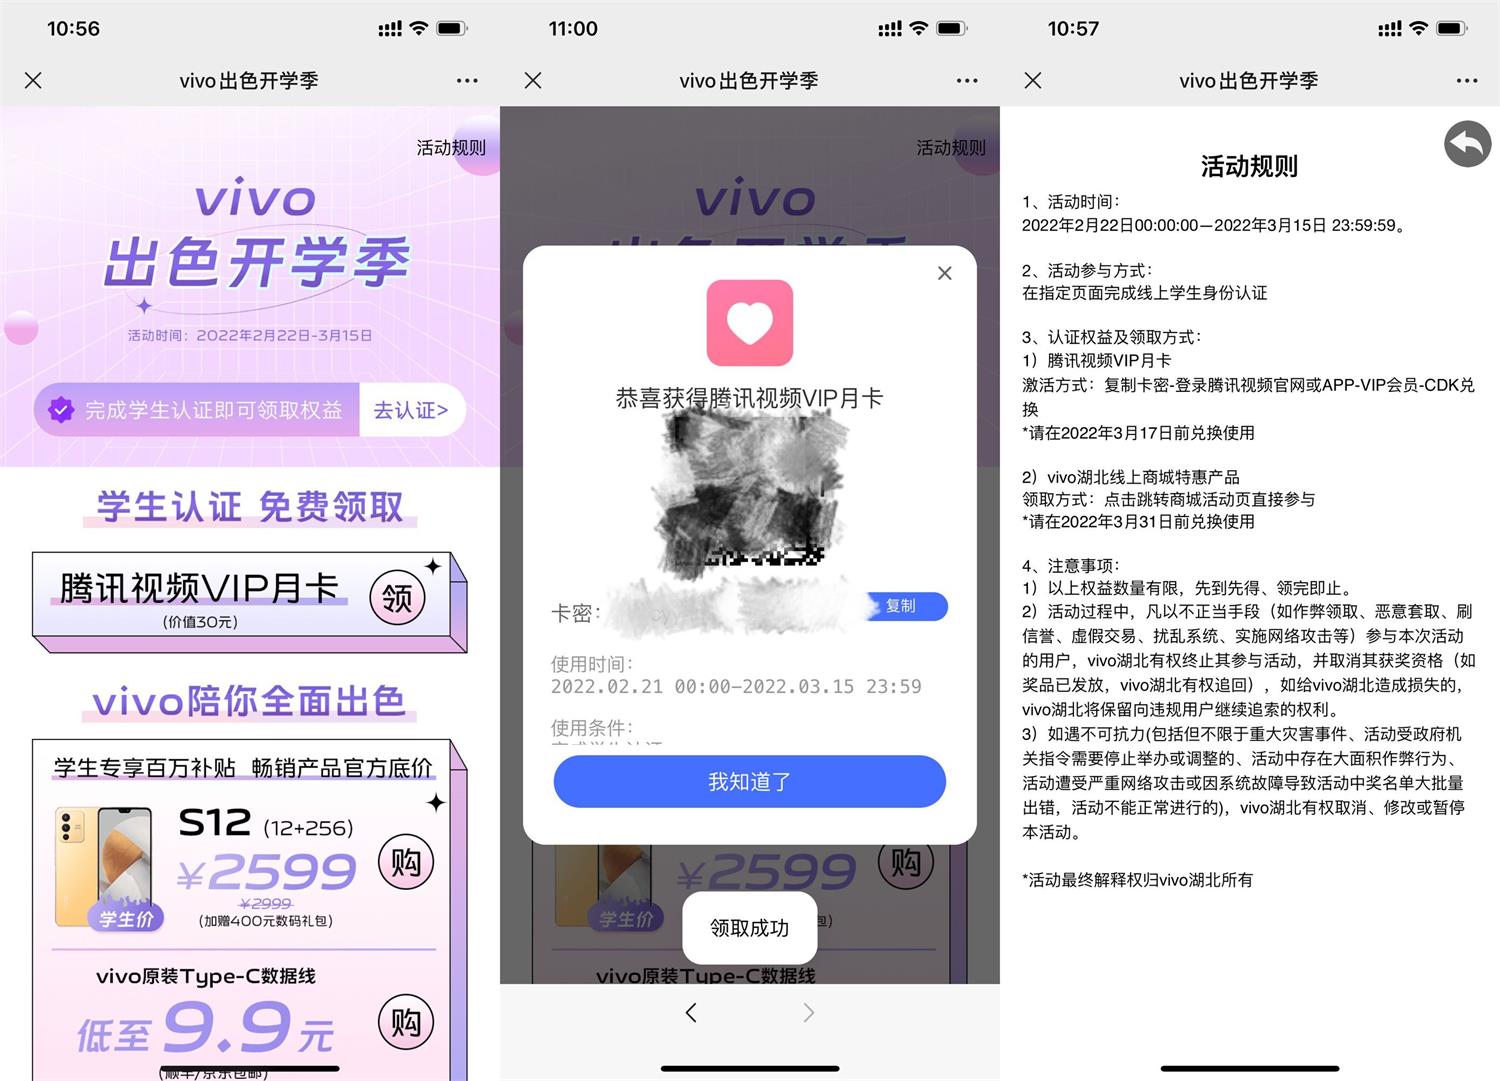 10:56
vivo出色开学季
活动规则
vivo
出色开学季
活动时间：2022年2月22日-3月15日
完成学生认证即可领取权益
去认证>
学生认证 免费领取
腾讯视频VIP月卡
(价值30元)
领
vivo陪你全面出色
学生专享百万补贴 畅销产品官方底价
S12 (12+256)
¥2599
¥2999
(加赠400元数码礼包)
学生价
购
vivo原装Type-C数据线
低至9.9元
购
(顺丰/京东包邮)
11:00
vivo出色开学季
活动规则
vivo
恭喜获得腾讯视频VIP月卡
卡密：
复制
使用时间：
2022.02.21 00:00-2022.03.15 23:59
使用条件：
我知道了
¥2599
购
学生价
包)
领取成功
vivo原装Type-C数据线
10:57
vivo出色开学季
活动规则
1、活动时间：
2022年2月22日00:00:00—2022年3月15日 23:59:59。
2、活动参与方式：
在指定页面完成线上学生身份认证
3、认证权益及领取方式：
1）腾讯视频VIP月卡
激活方式：复制卡密-登录腾讯视频官网或APP-VIP会员-CDK兑
换
*请在2022年3月17日前兑换使用
2）vivo湖北线上商城特惠产品
领取方式：点击跳转商城活动页直接参与
*请在2022年3月31日前兑换使用
4、注意事项：
1）以上权益数量有限，先到先得、领完即止。
2）活动过程中，凡以不正当手段（如作弊领取、恶意套取、刷
信誉、虚假交易、扰乱系统、实施网络攻击等）参与本次活动
的用户，vivo湖北有权终止其参与活动，并取消其获奖资格（如
奖品已发放，vivo湖北有权追回），如给vivo湖北造成损失的，
vivo湖北将保留向违规用户继续追索的权利。
3）如遇不可抗力(包括但不限于重大灾害事件、活动受政府机
关指令需要停止举办或调整的、活动中存在大面积作弊行为、
活动遭受严重网络攻击或因系统故障导致活动中奖名单大批量
出错，活动不能正常进行的)，vivo湖北有权取消、修改或暂停
本活动。
*活动最终解释权归vivo湖北所有